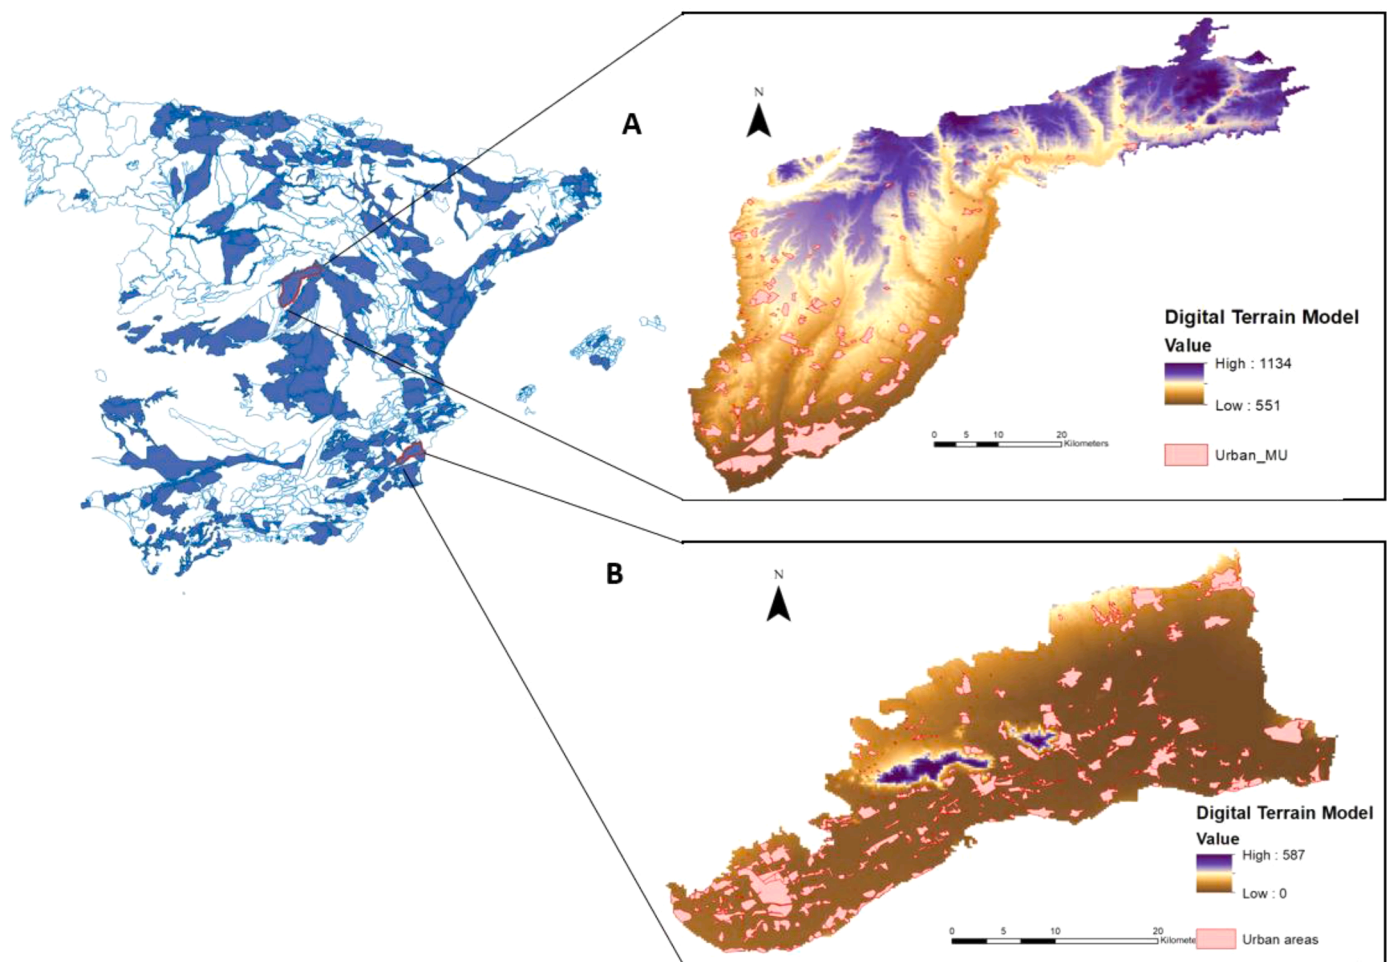 A
N
Digital Terrain Model
Value
High : 1134
Low : 551
0 5 10 20
Kilometers
Urban_MU
B
N
Digital Terrain Model
Value
High : 587
Low : 0
0 5 10 20
Kilomete
Urban areas